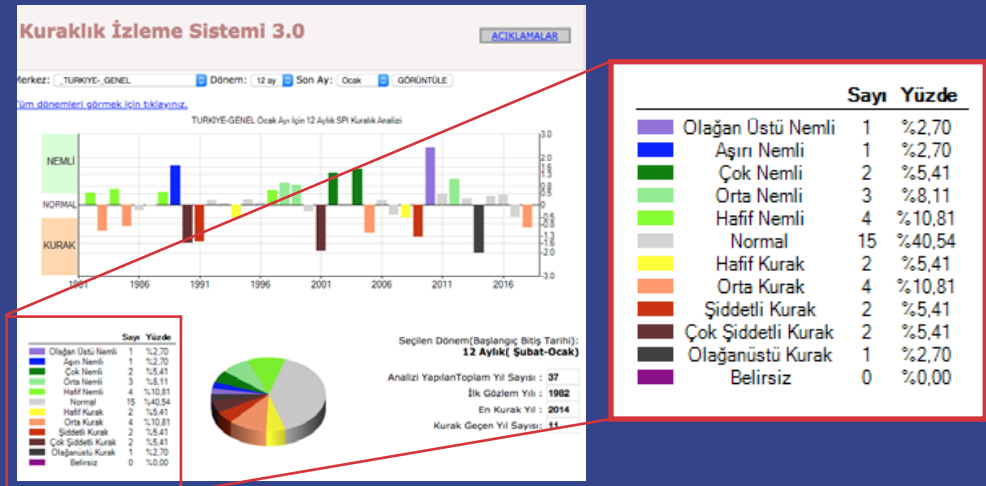 Kuraklık İzleme Sistemi 3.0
AÇIKLAMALAR
Merkez: _TURKIYE-_GENEL Dönem: 12 ay Son Ay: Ocak GÖRÜNTÜLE
Tüm dönemleri görmek için tıklayınız.
TURKIYE-GENEL Ocak Ayı İçin 12 Aylık SPI Kuraklık Analizi
NEMLİ
NORMAL
KURAK
3.0
2.0
1.6
1.3
0.8
0.5
0
-0.5
-0.8
-1.3
-1.6
-2.0
-3.0
1981 1986 1991 1996 2001 2006 2011 2016
Sayı Yüzde
Olağan Üstü Nemli 1 %2,70
Aşırı Nemli 1 %2,70
Çok Nemli 2 %5,41
Orta Nemli 3 %8,11
Hafif Nemli 4 %10,81
Normal 15 %40,54
Hafif Kurak 2 %5,41
Orta Kurak 4 %10,81
Şiddetli Kurak 2 %5,41
Çok Şiddetli Kurak 2 %5,41
Olağanüstü Kurak 1 %2,70
Belirsiz 0 %0,00
Seçilen Dönem(Başlangıç Bitiş Tarihi):
12 Aylık( Şubat-Ocak)
Analizi YapılanToplam Yıl Sayısı : 37
İlk Gözlem Yılı : 1982
En Kurak Yıl : 2014
Kurak Geçen Yıl Sayısı: 11
Sayı Yüzde
Olağan Üstü Nemli 1 %2,70
Aşırı Nemli 1 %2,70
Çok Nemli 2 %5,41
Orta Nemli 3 %8,11
Hafif Nemli 4 %10,81
Normal 15 %40,54
Hafif Kurak 2 %5,41
Orta Kurak 4 %10,81
Şiddetli Kurak 2 %5,41
Çok Şiddetli Kurak 2 %5,41
Olağanüstü Kurak 1 %2,70
Belirsiz 0 %0,00